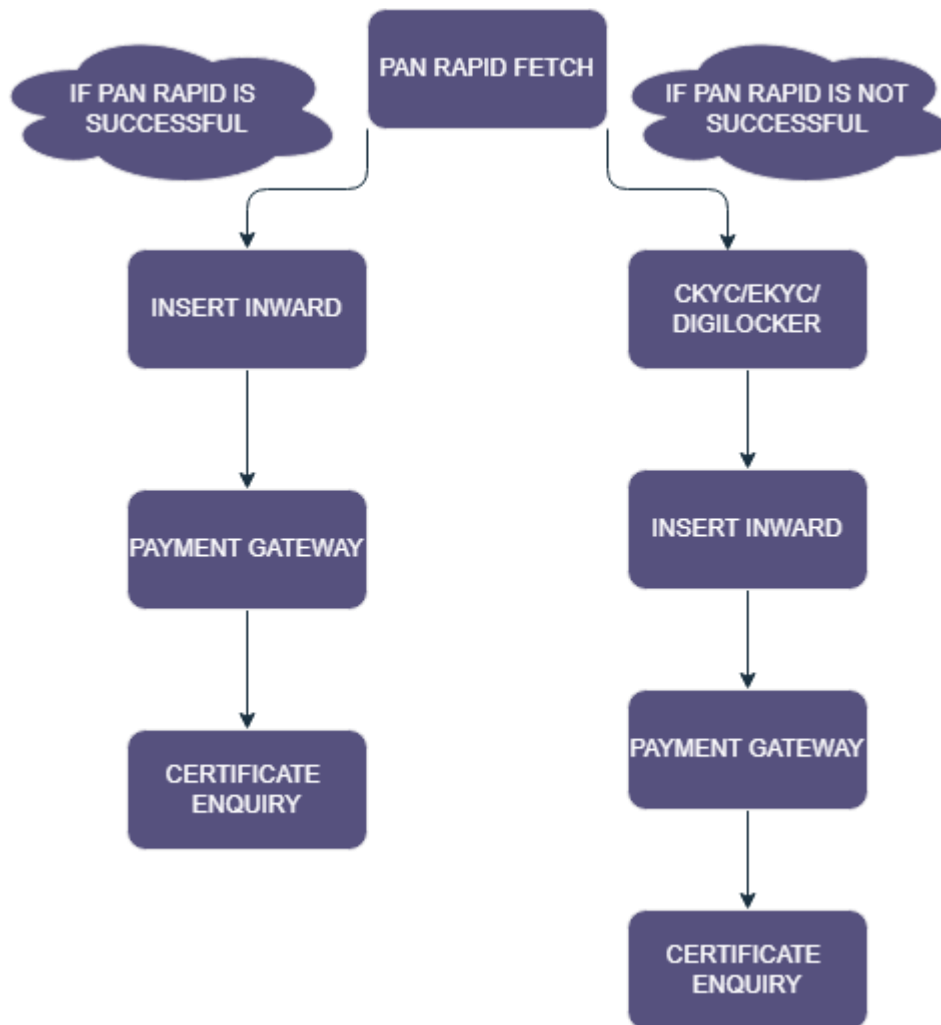 PAN RAPID FETCH
IF PAN RAPID IS
SUCCESSFUL
IF PAN RAPID IS NOT
SUCCESSFUL
INSERT INWARD
CKYC/EKYC/
DIGILOCKER
PAYMENT GATEWAY
INSERT INWARD
CERTIFICATE
ENQUIRY
PAYMENT GATEWAY
CERTIFICATE
ENQUIRY